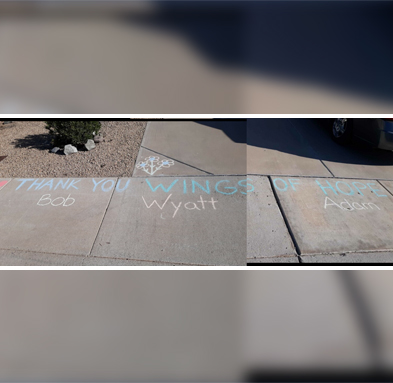 THANK YOU WINGS OF HOPE
Bob Wyatt Adam